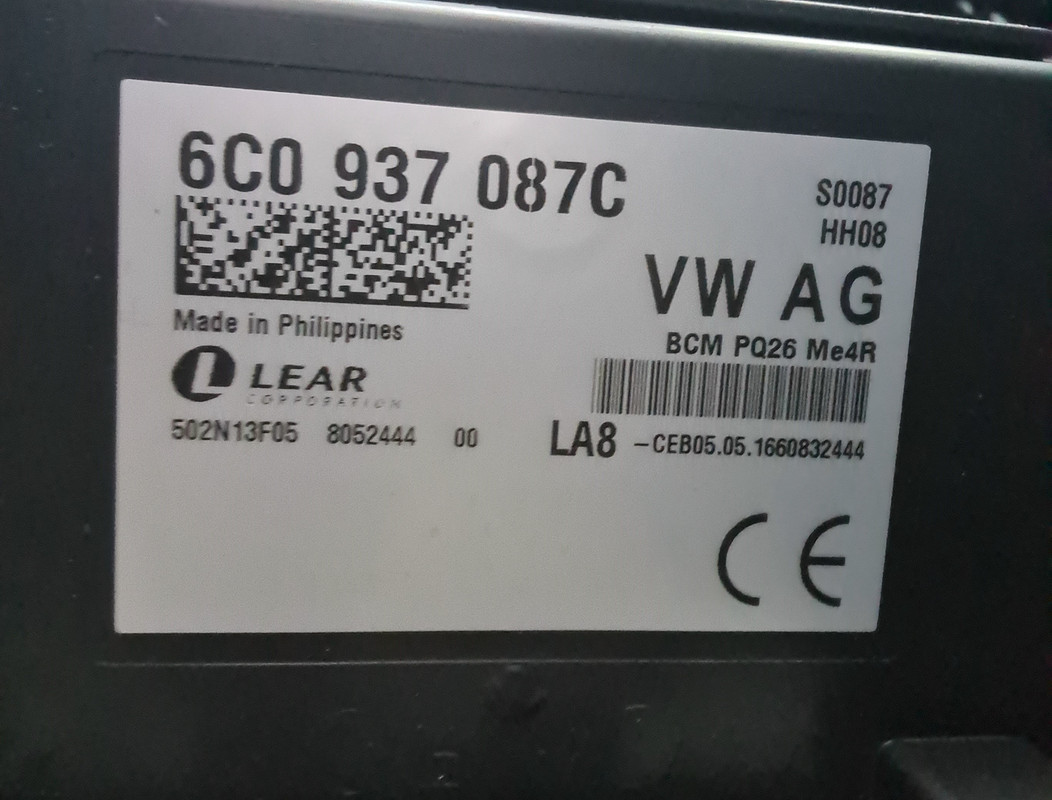 6C0 937 087C
S0087
HH08
VW AG
BCM PQ26 Me4R
Made in Philippines
LEAR
CORPORATION
502N13F05 8052444 00
LA8 -CEB05.05.1660832444
CE